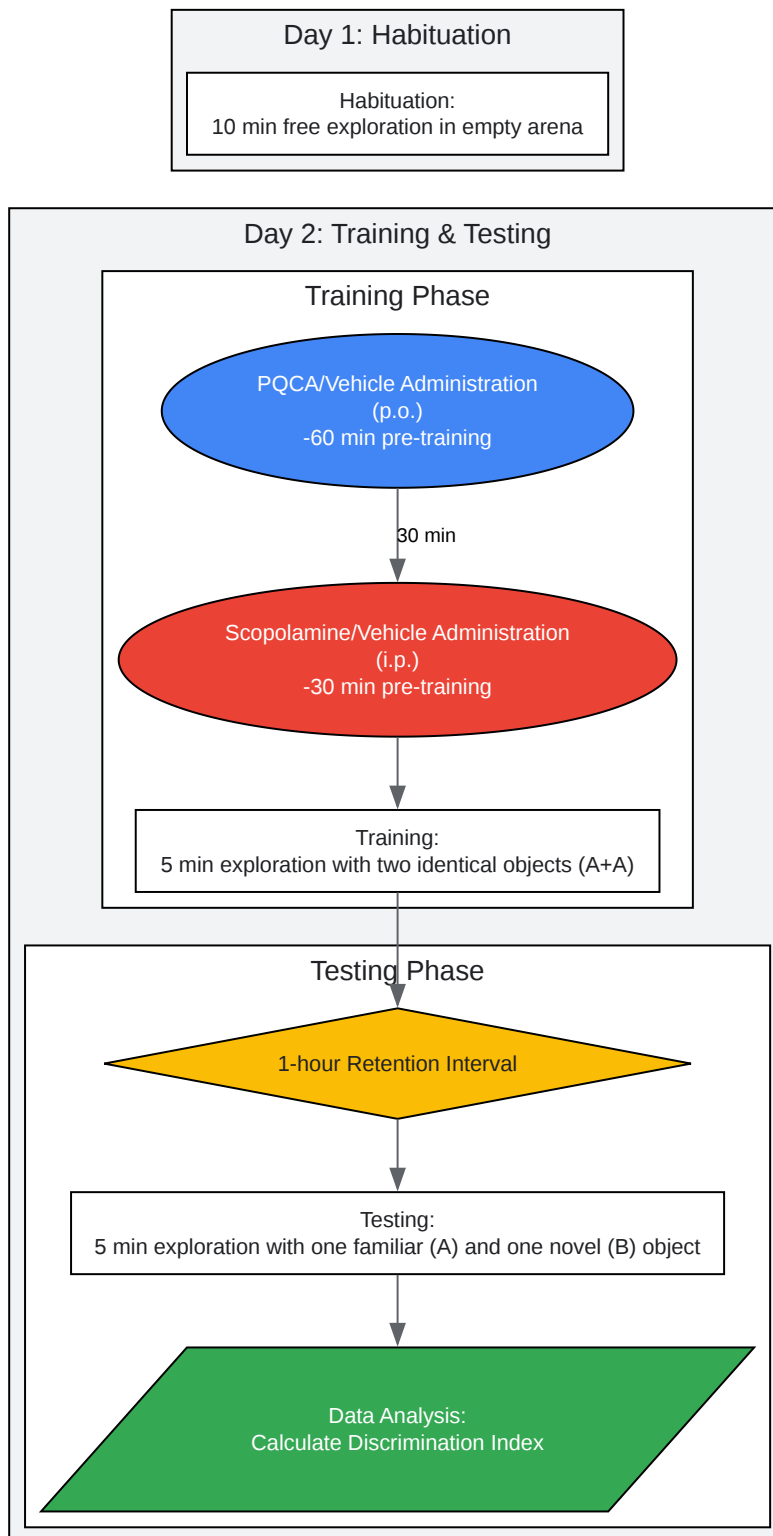 Day 1: Habituation
Habituation:
10 min free exploration in empty arena
Day 2: Training & Testing
Training Phase
PQCA/Vehicle Administration
(p.o.)
-60 min pre-training
30 min
Scopolamine/Vehicle Administration
(i.p.)
-30 min pre-training
Training:
5 min exploration with two identical objects (A+A)
Testing Phase
1-hour Retention Interval
Testing:
5 min exploration with one familiar (A) and one novel (B) object
Data Analysis:
Calculate Discrimination Index